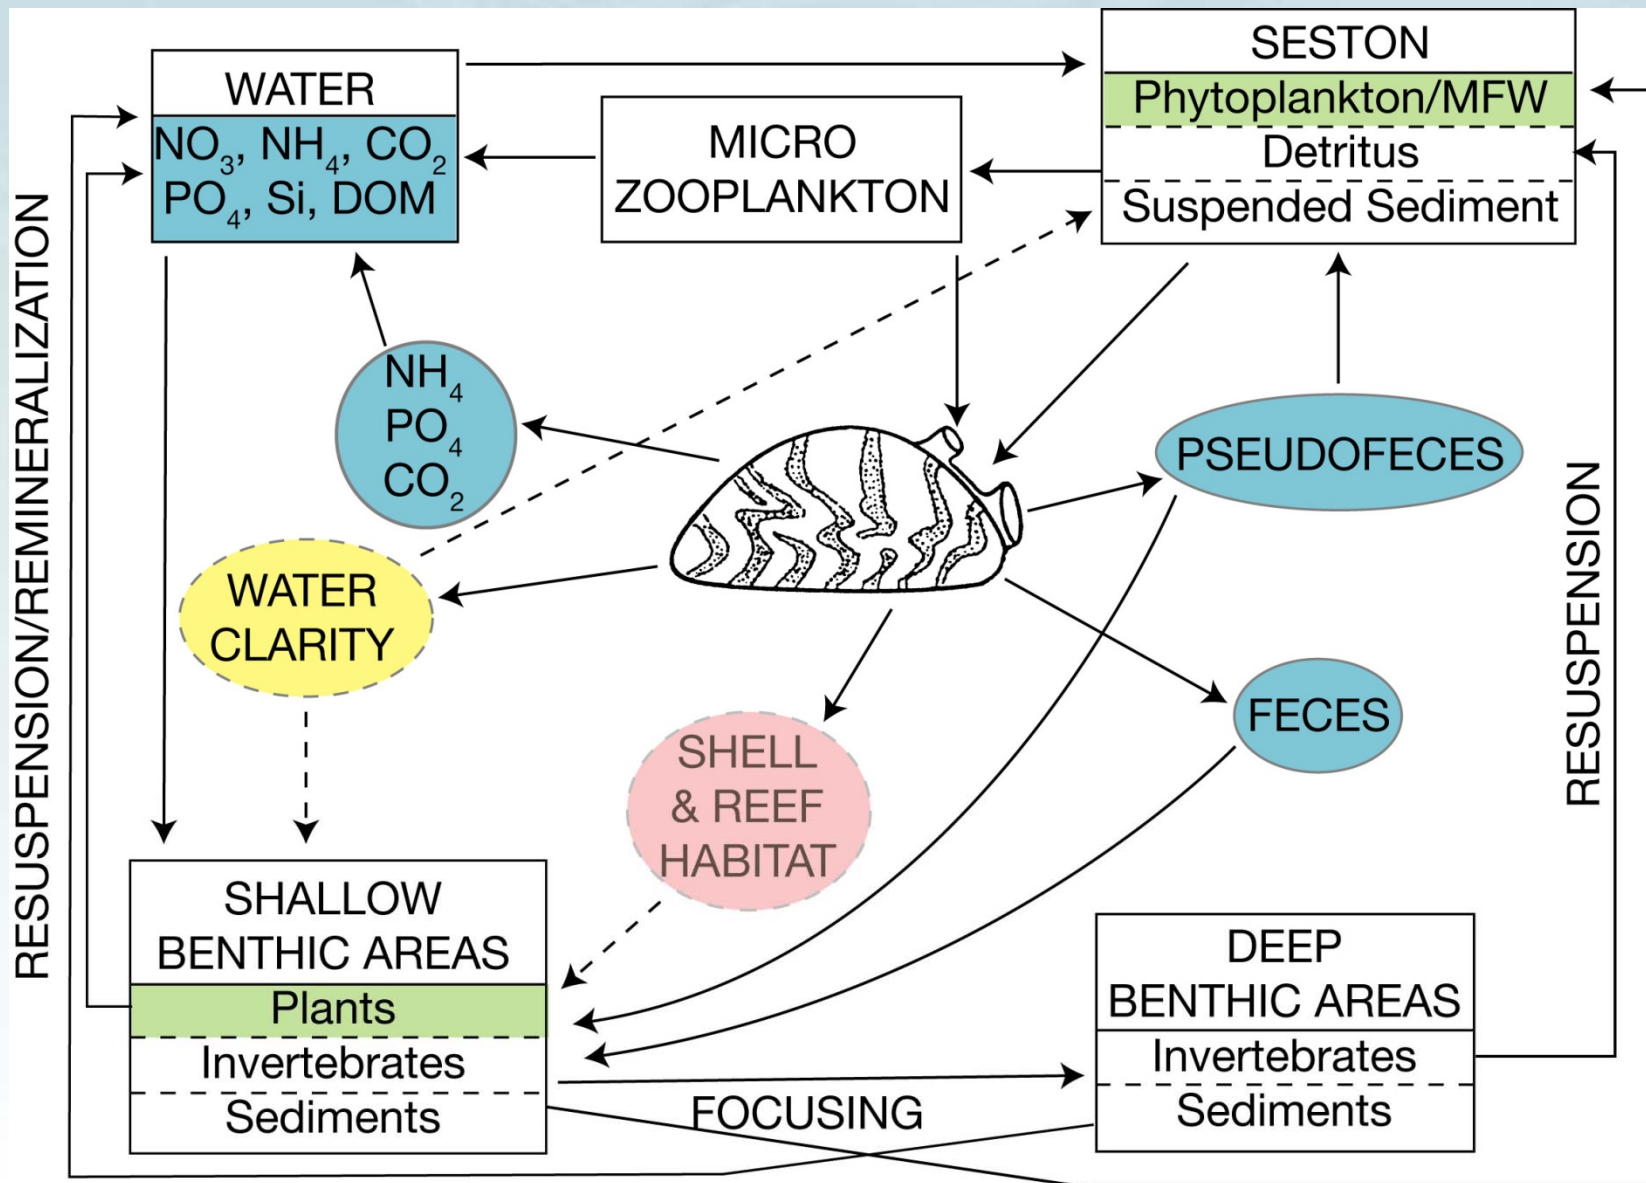 WATER
NO₃, NH₄, CO₂
PO₄, Si, DOM
MICRO
ZOOPLANKTON
SESTON
Phytoplankton/MFW
Detritus
Suspended Sediment
RESUSPENSION/REMINERALIZATION
NH₄
PO₄
CO₂
PSEUDOFECES
WATER
CLARITY
FECES
RESUSPENSION
SHELL
& REEF
HABITAT
SHALLOW
BENTHIC AREAS
Plants
Invertebrates
Sediments
FOCUSING
DEEP
BENTHIC AREAS
Invertebrates
Sediments